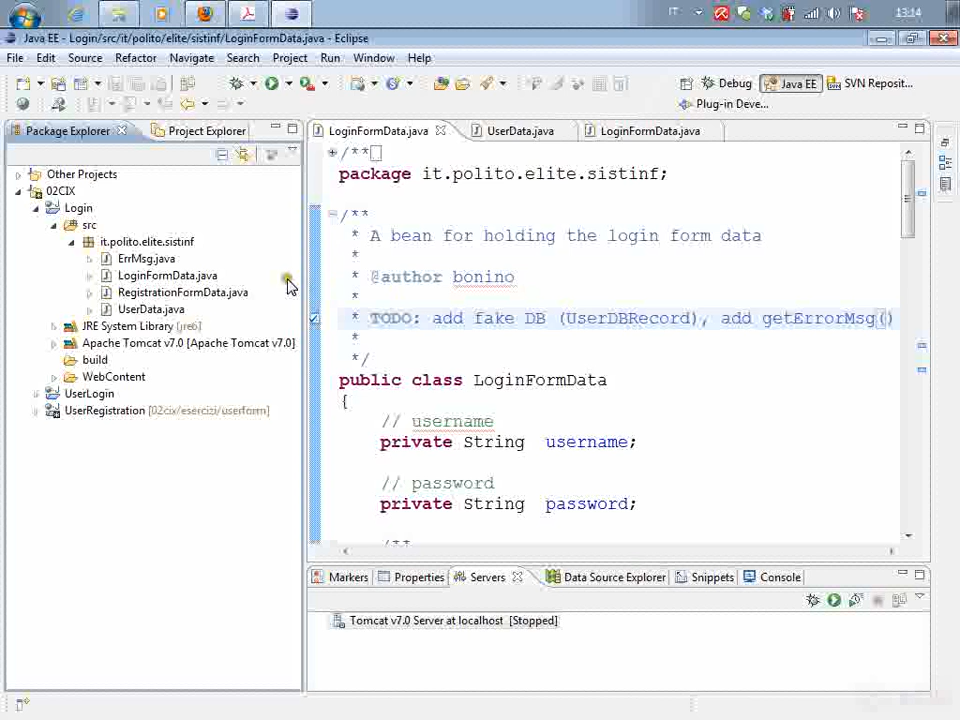 IT
13:14
Java EE - Login/src/it/polito/elite/sistinf/LoginFormData.java - Eclipse
File Edit Source Refactor Navigate Search Project Run Window Help
Debug Java EE SVN Reposit...
Plug-in Deve...
Package Explorer Project Explorer
LoginFormData.java UserData.java LoginFormData.java
Other Projects
02CIX
Login
src
it.polito.elite.sistinf
ErrMsg.java
LoginFormData.java
RegistrationFormData.java
UserData.java
JRE System Library [jre6]
Apache Tomcat v7.0 [Apache Tomcat v7.0]
build
WebContent
UserLogin
UserRegistration [02cix/esercizi/userform]
/**
package it.polito.elite.sistinf;
/**
* A bean for holding the login form data
*
* @author bonino
*
* TODO: add fake DB (UserDBRecord), add getErrorMsg()
*
*/
public class LoginFormData
{
// username
private String username;
// password
private String password;
/**
Markers Properties Servers Data Source Explorer Snippets Console
Tomcat v7.0 Server at localhost [Stopped]